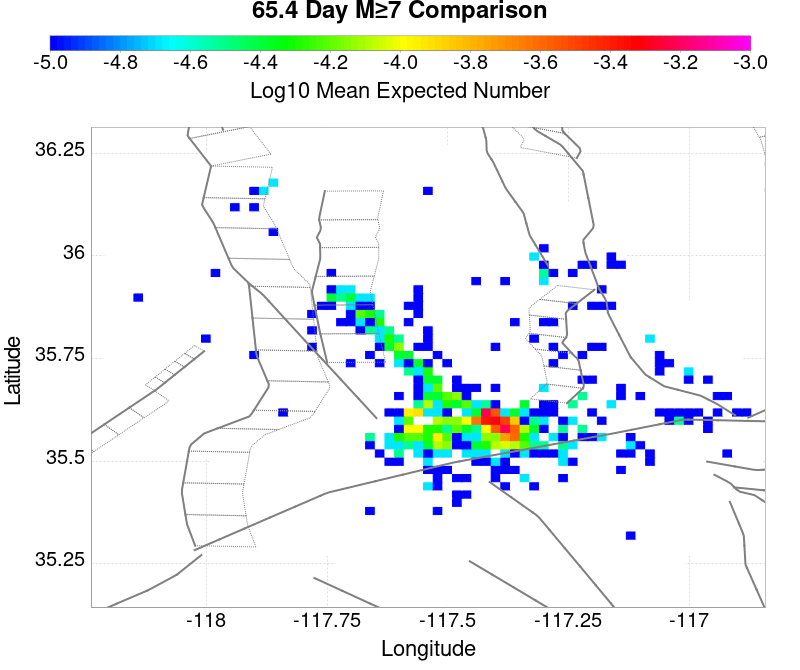 65.4 Day M≥7 Comparison
-5.0 -4.8 -4.6 -4.4 -4.2 -4.0 -3.8 -3.6 -3.4 -3.2 -3.0
Log10 Mean Expected Number
36.25
36
35.75
35.5
35.25
Latitude
-118 -117.75 -117.5 -117.25 -117
Longitude